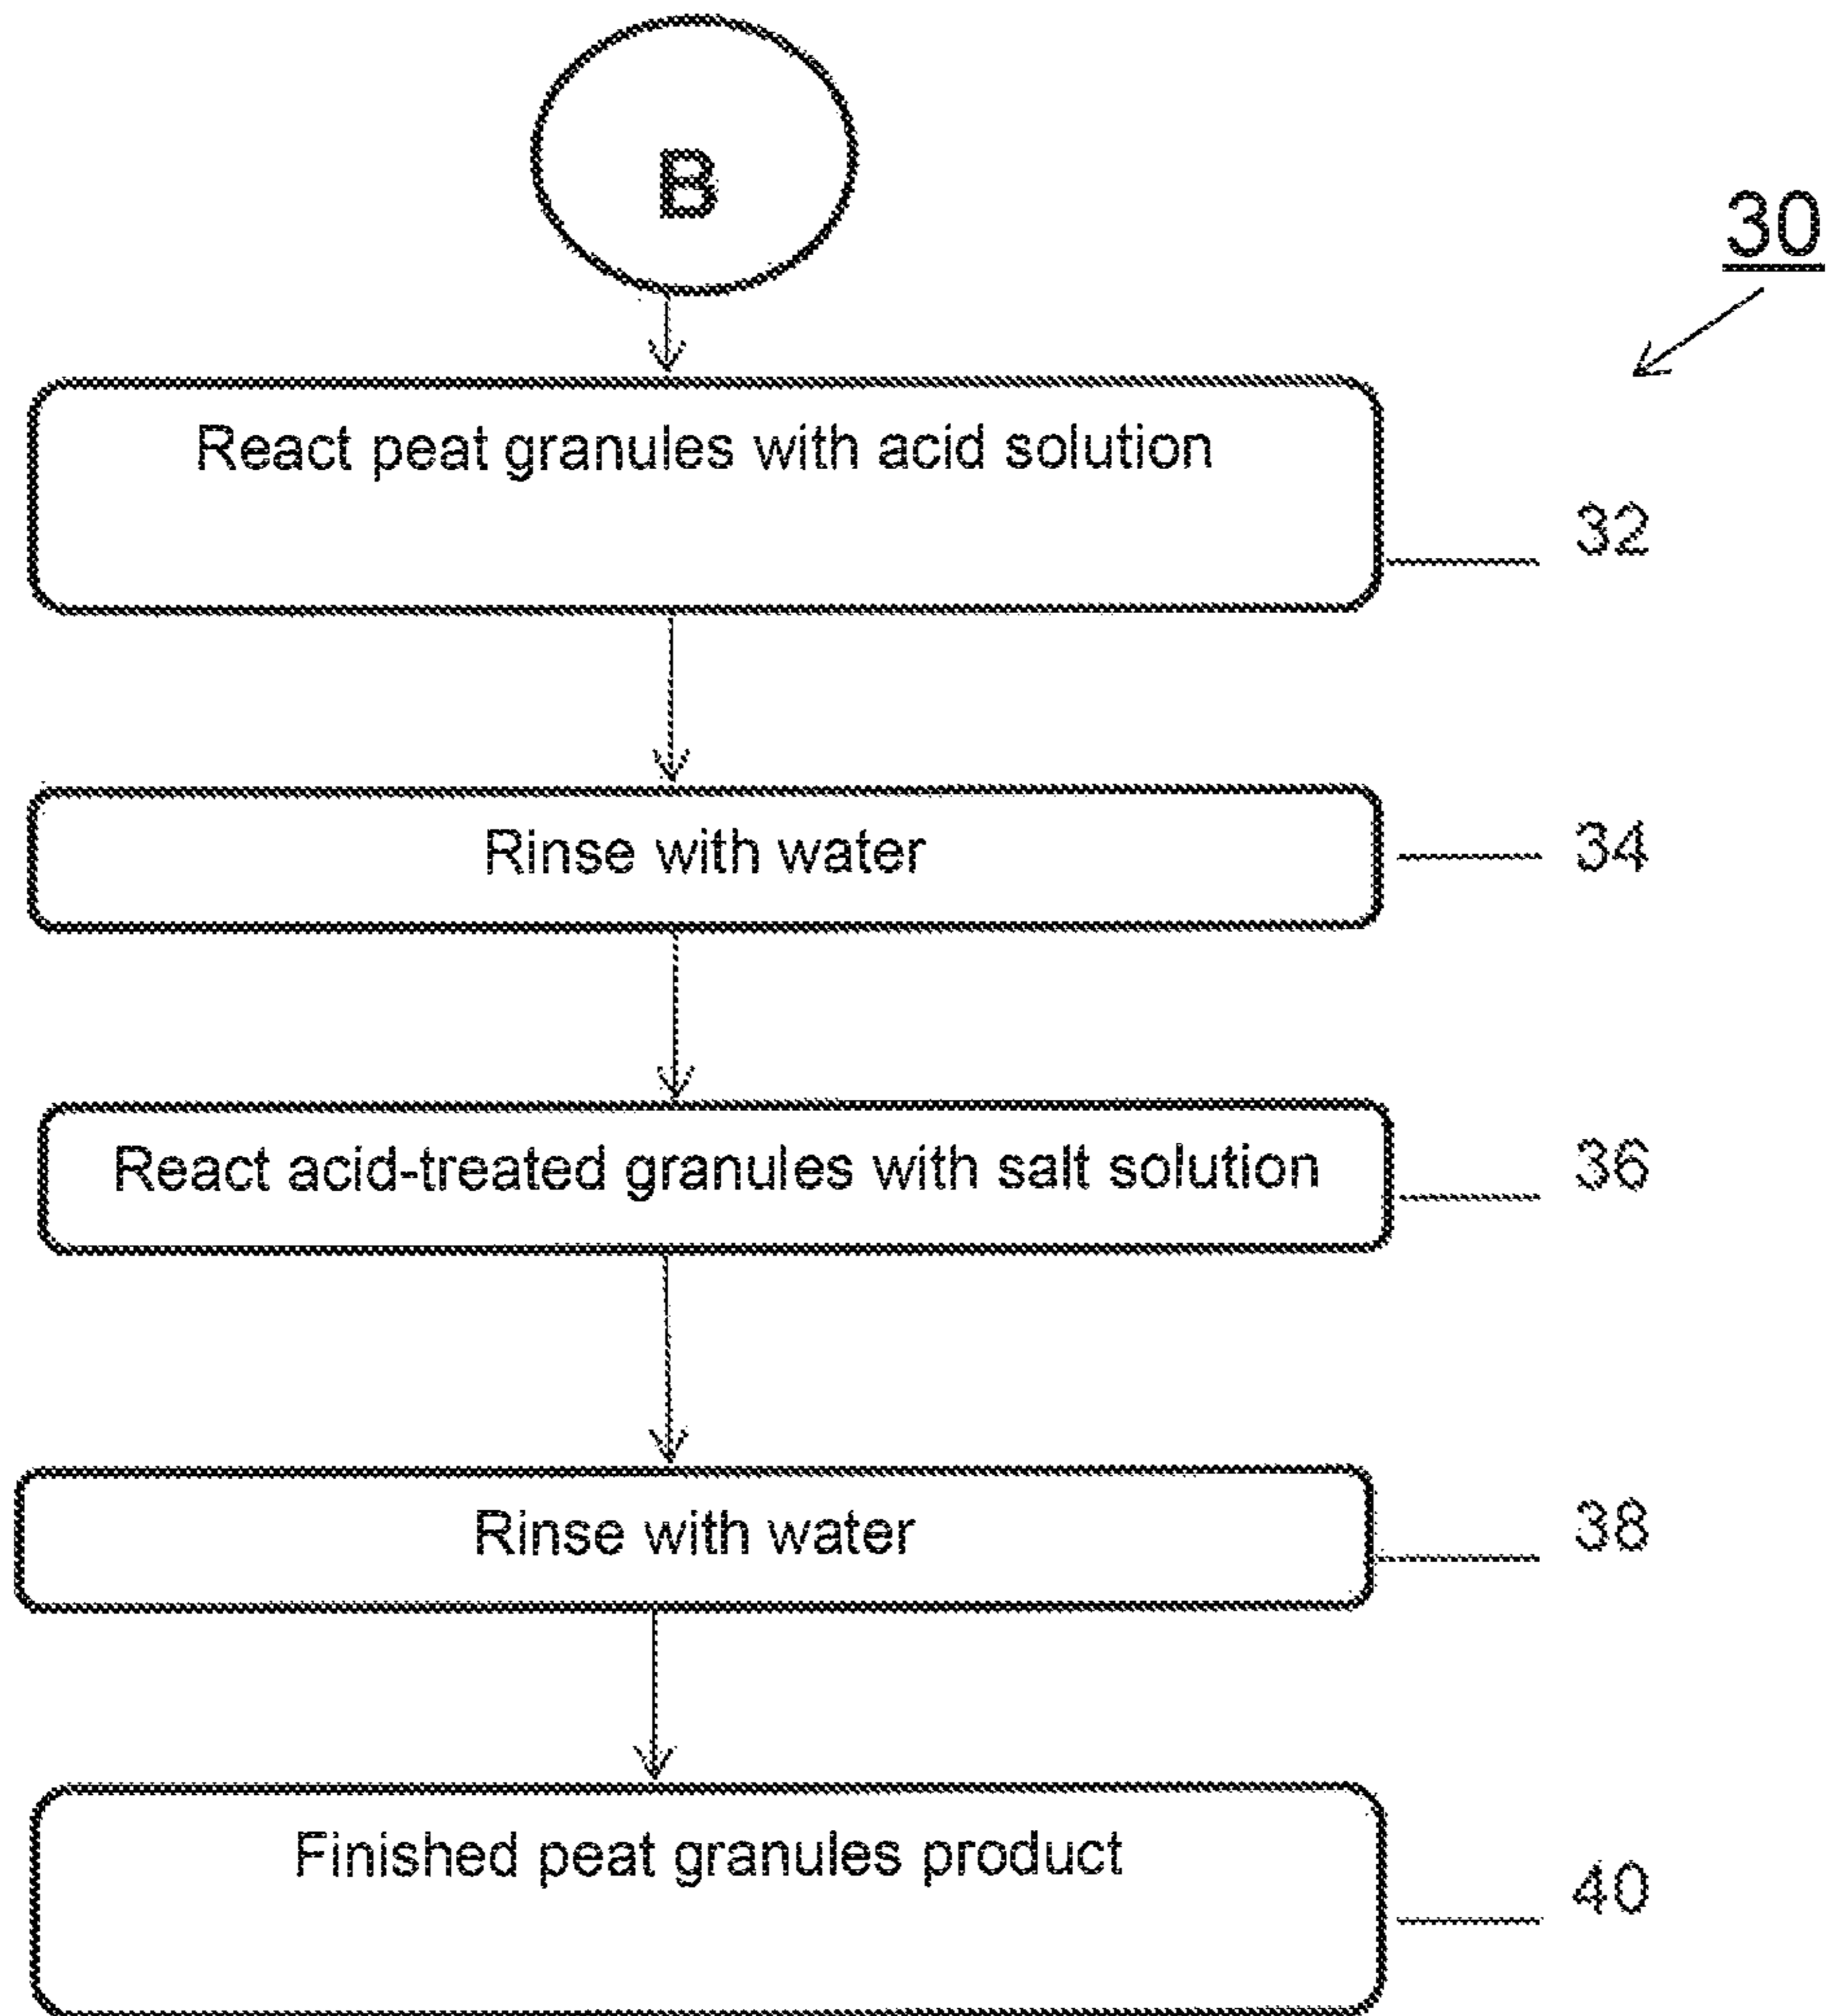 B
30
React peat granules with acid solution
32
Rinse with water
34
React acid-treated granules with salt solution
36
Rinse with water
38
Finished peat granules product
40